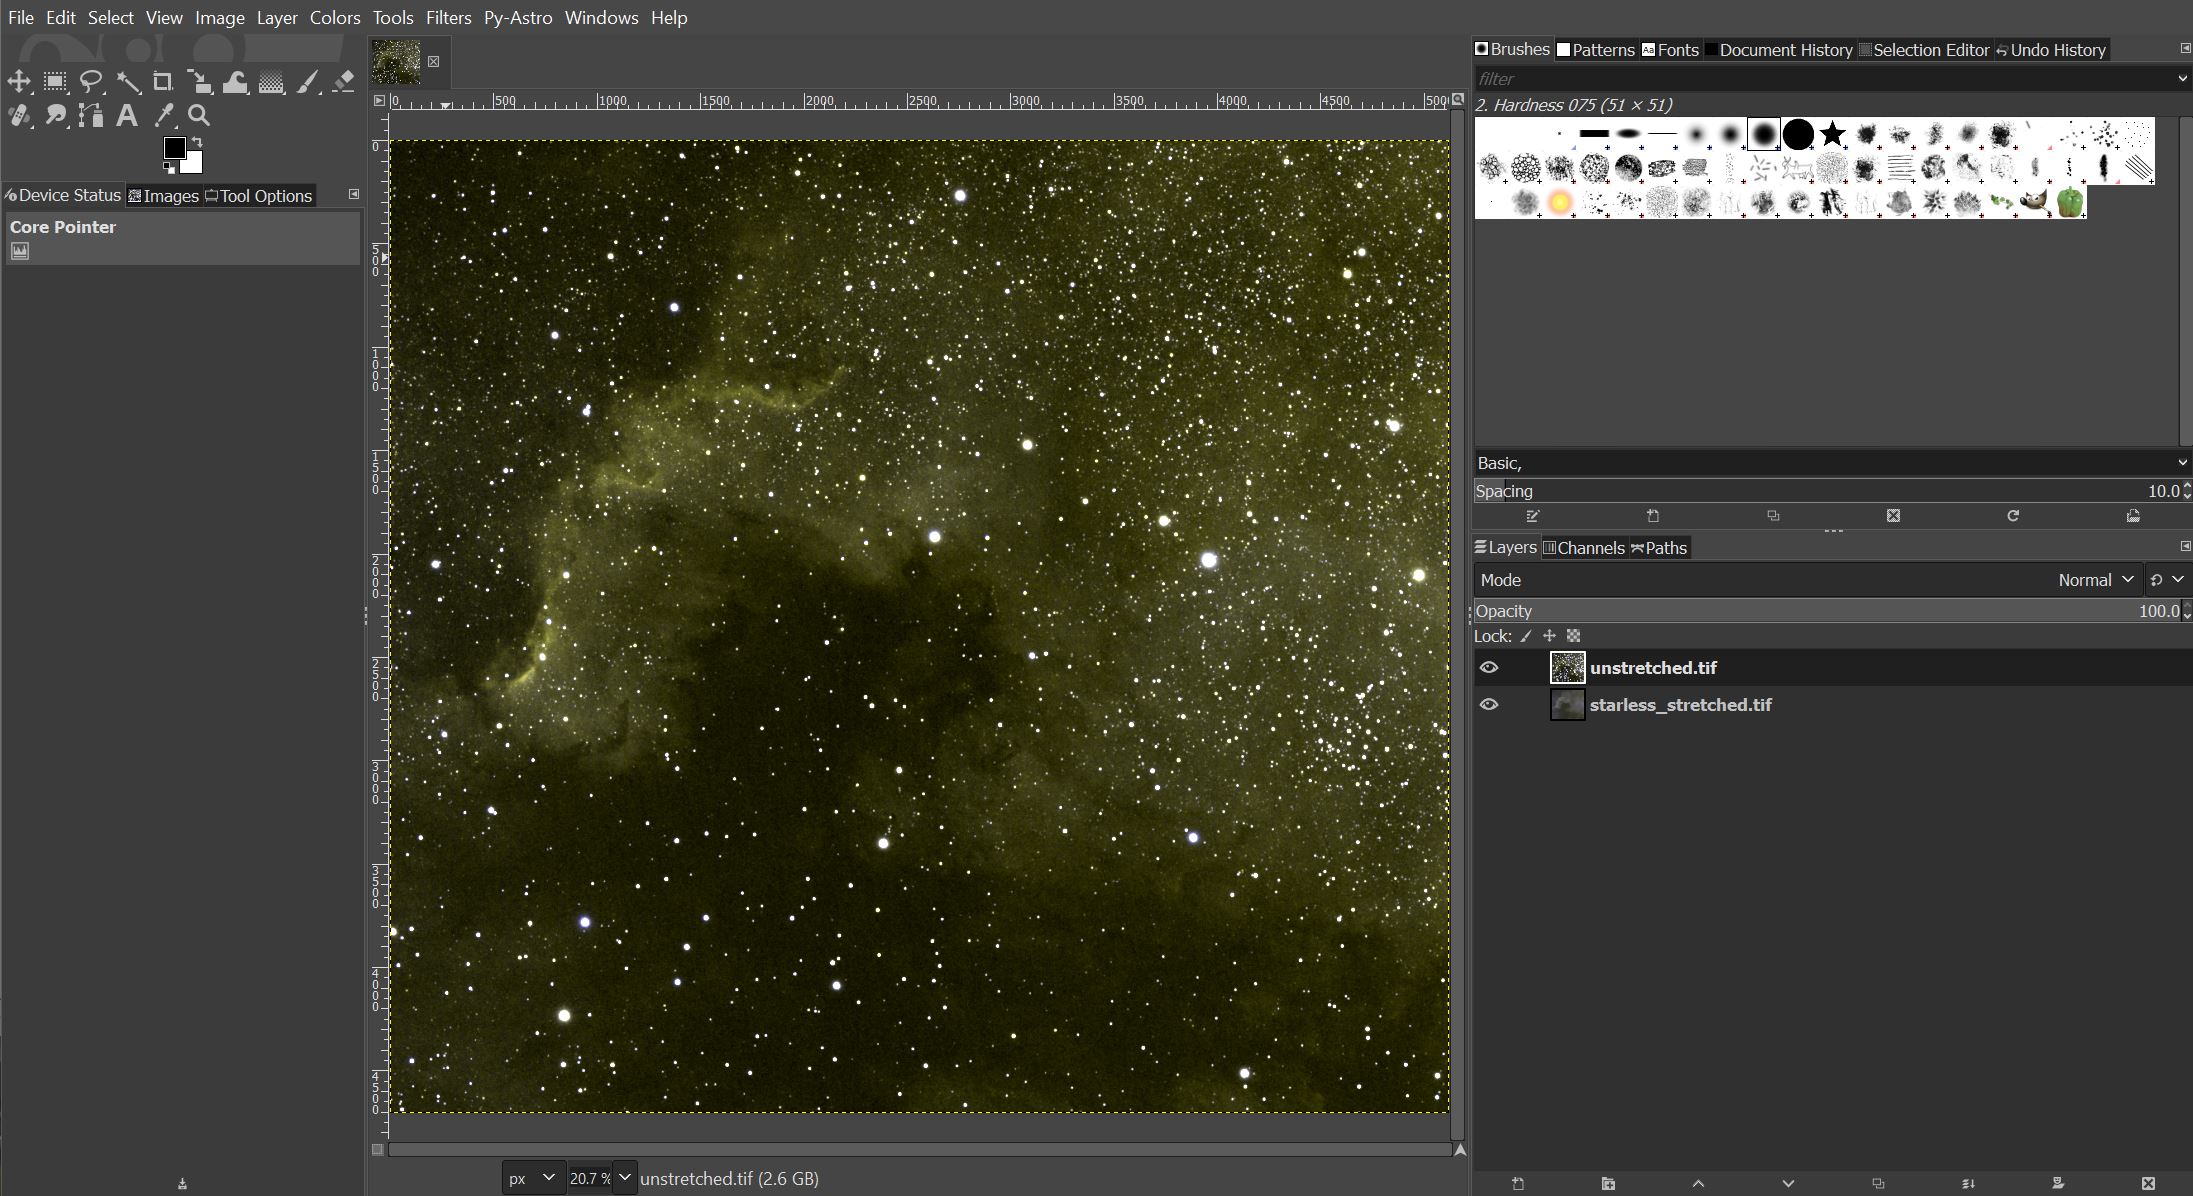 File Edit Select View Image Layer Colors Tools Filters Py-Astro Windows Help
Device Status Images Tool Options
Core Pointer
0 500 1000 1500 2000 2500 3000 3500 4000 4500 500
0
500
1000
1500
2000
2500
3000
3500
4000
4500
px 20.7 % unstretched.tif (2.6 GB)
Brushes Patterns Aa Fonts Document History Selection Editor Undo History
filter
2. Hardness 075 (51 × 51)
Basic,
Spacing 10.0
Layers Channels Paths
Mode Normal
Opacity 100.0
Lock:
unstretched.tif
starless_stretched.tif